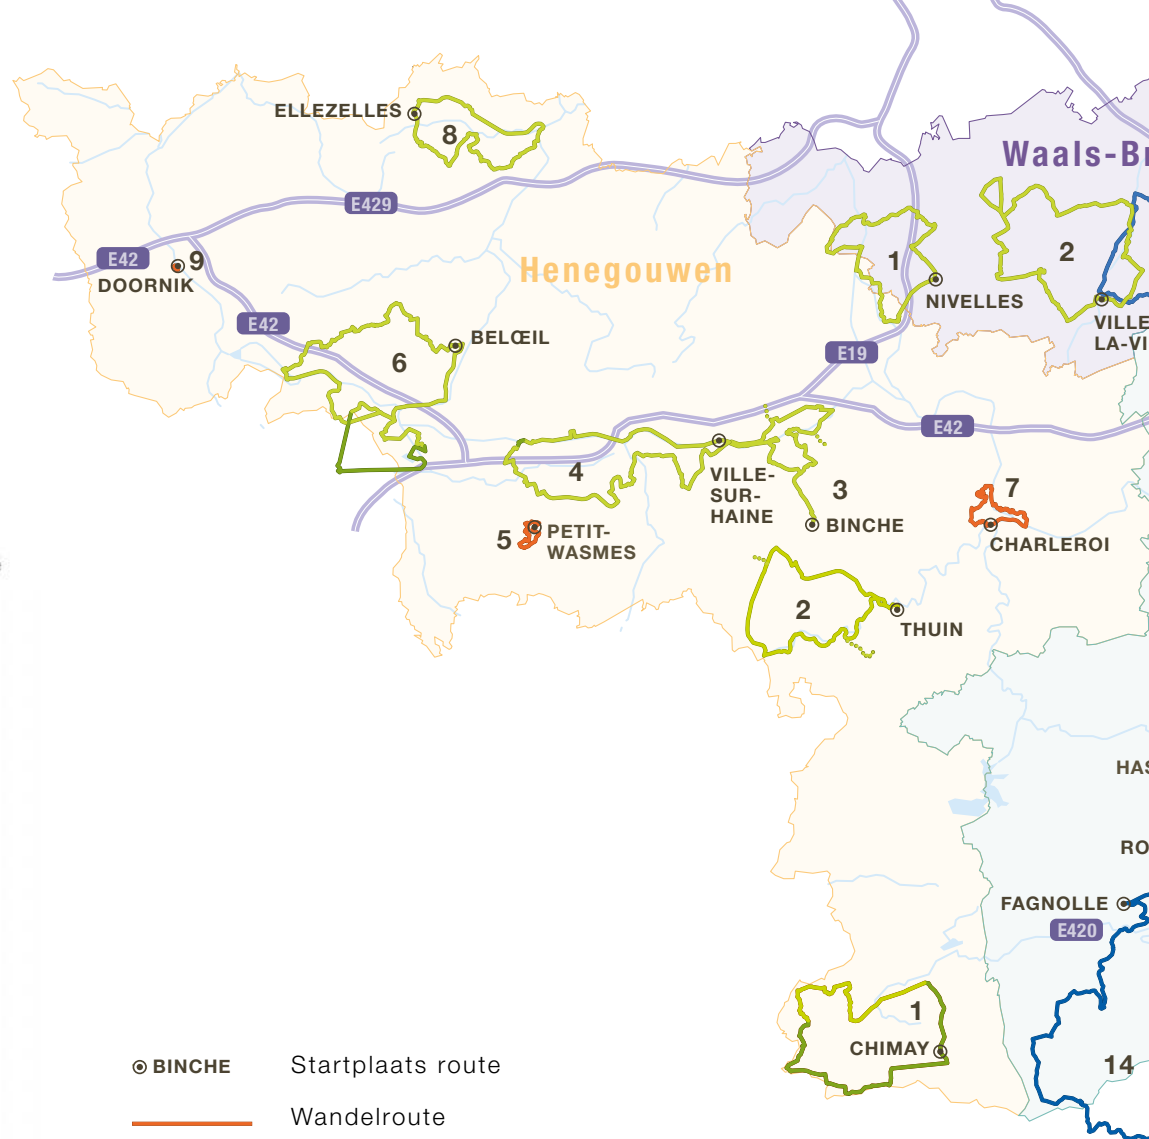 ELLEZELLES
8
Waals-Br
E429
E42
9
DOORNIK
Henegouwen
1
2
NIVELLES
VILLE
LA-VI
E42
BELŒIL
6
E19
E42
4
VILLE-
SUR-
HAINE
3
BINCHE
7
CHARLEROI
5
PETIT-
WASMES
2
THUIN
HAS
RO
FAGNOLLE
E420
1
CHIMAY
14
BINCHE
Startplaats route
Wandelroute